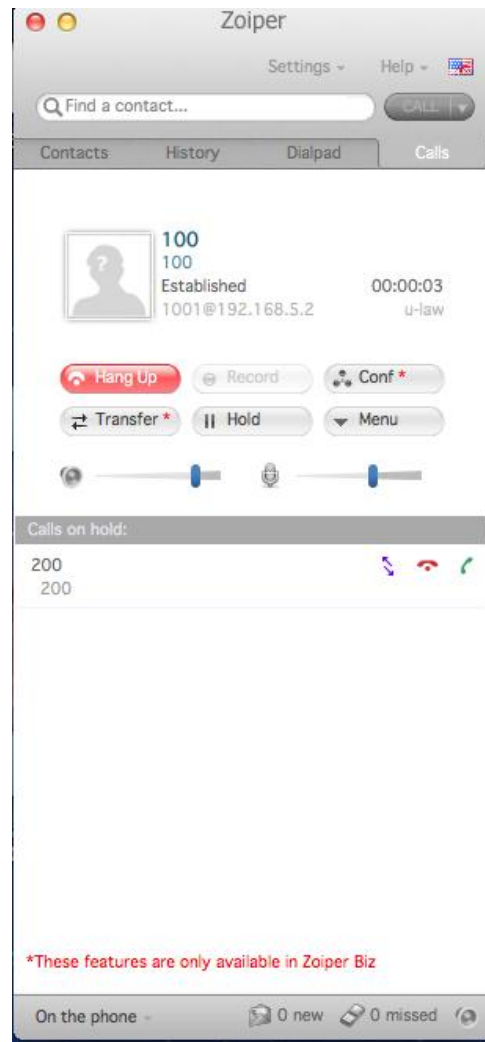 Zoiper
Settings Help
Find a contact...
CALL
Contacts History Dialpad Calls
?
100
100
Established 00:00:03
1001@192.168.5.2 u-law
Hang Up Record Conf *
Transfer * Hold Menu
Calls on hold:
200
200
*These features are only available in Zoiper Biz
On the phone 0 new 0 missed